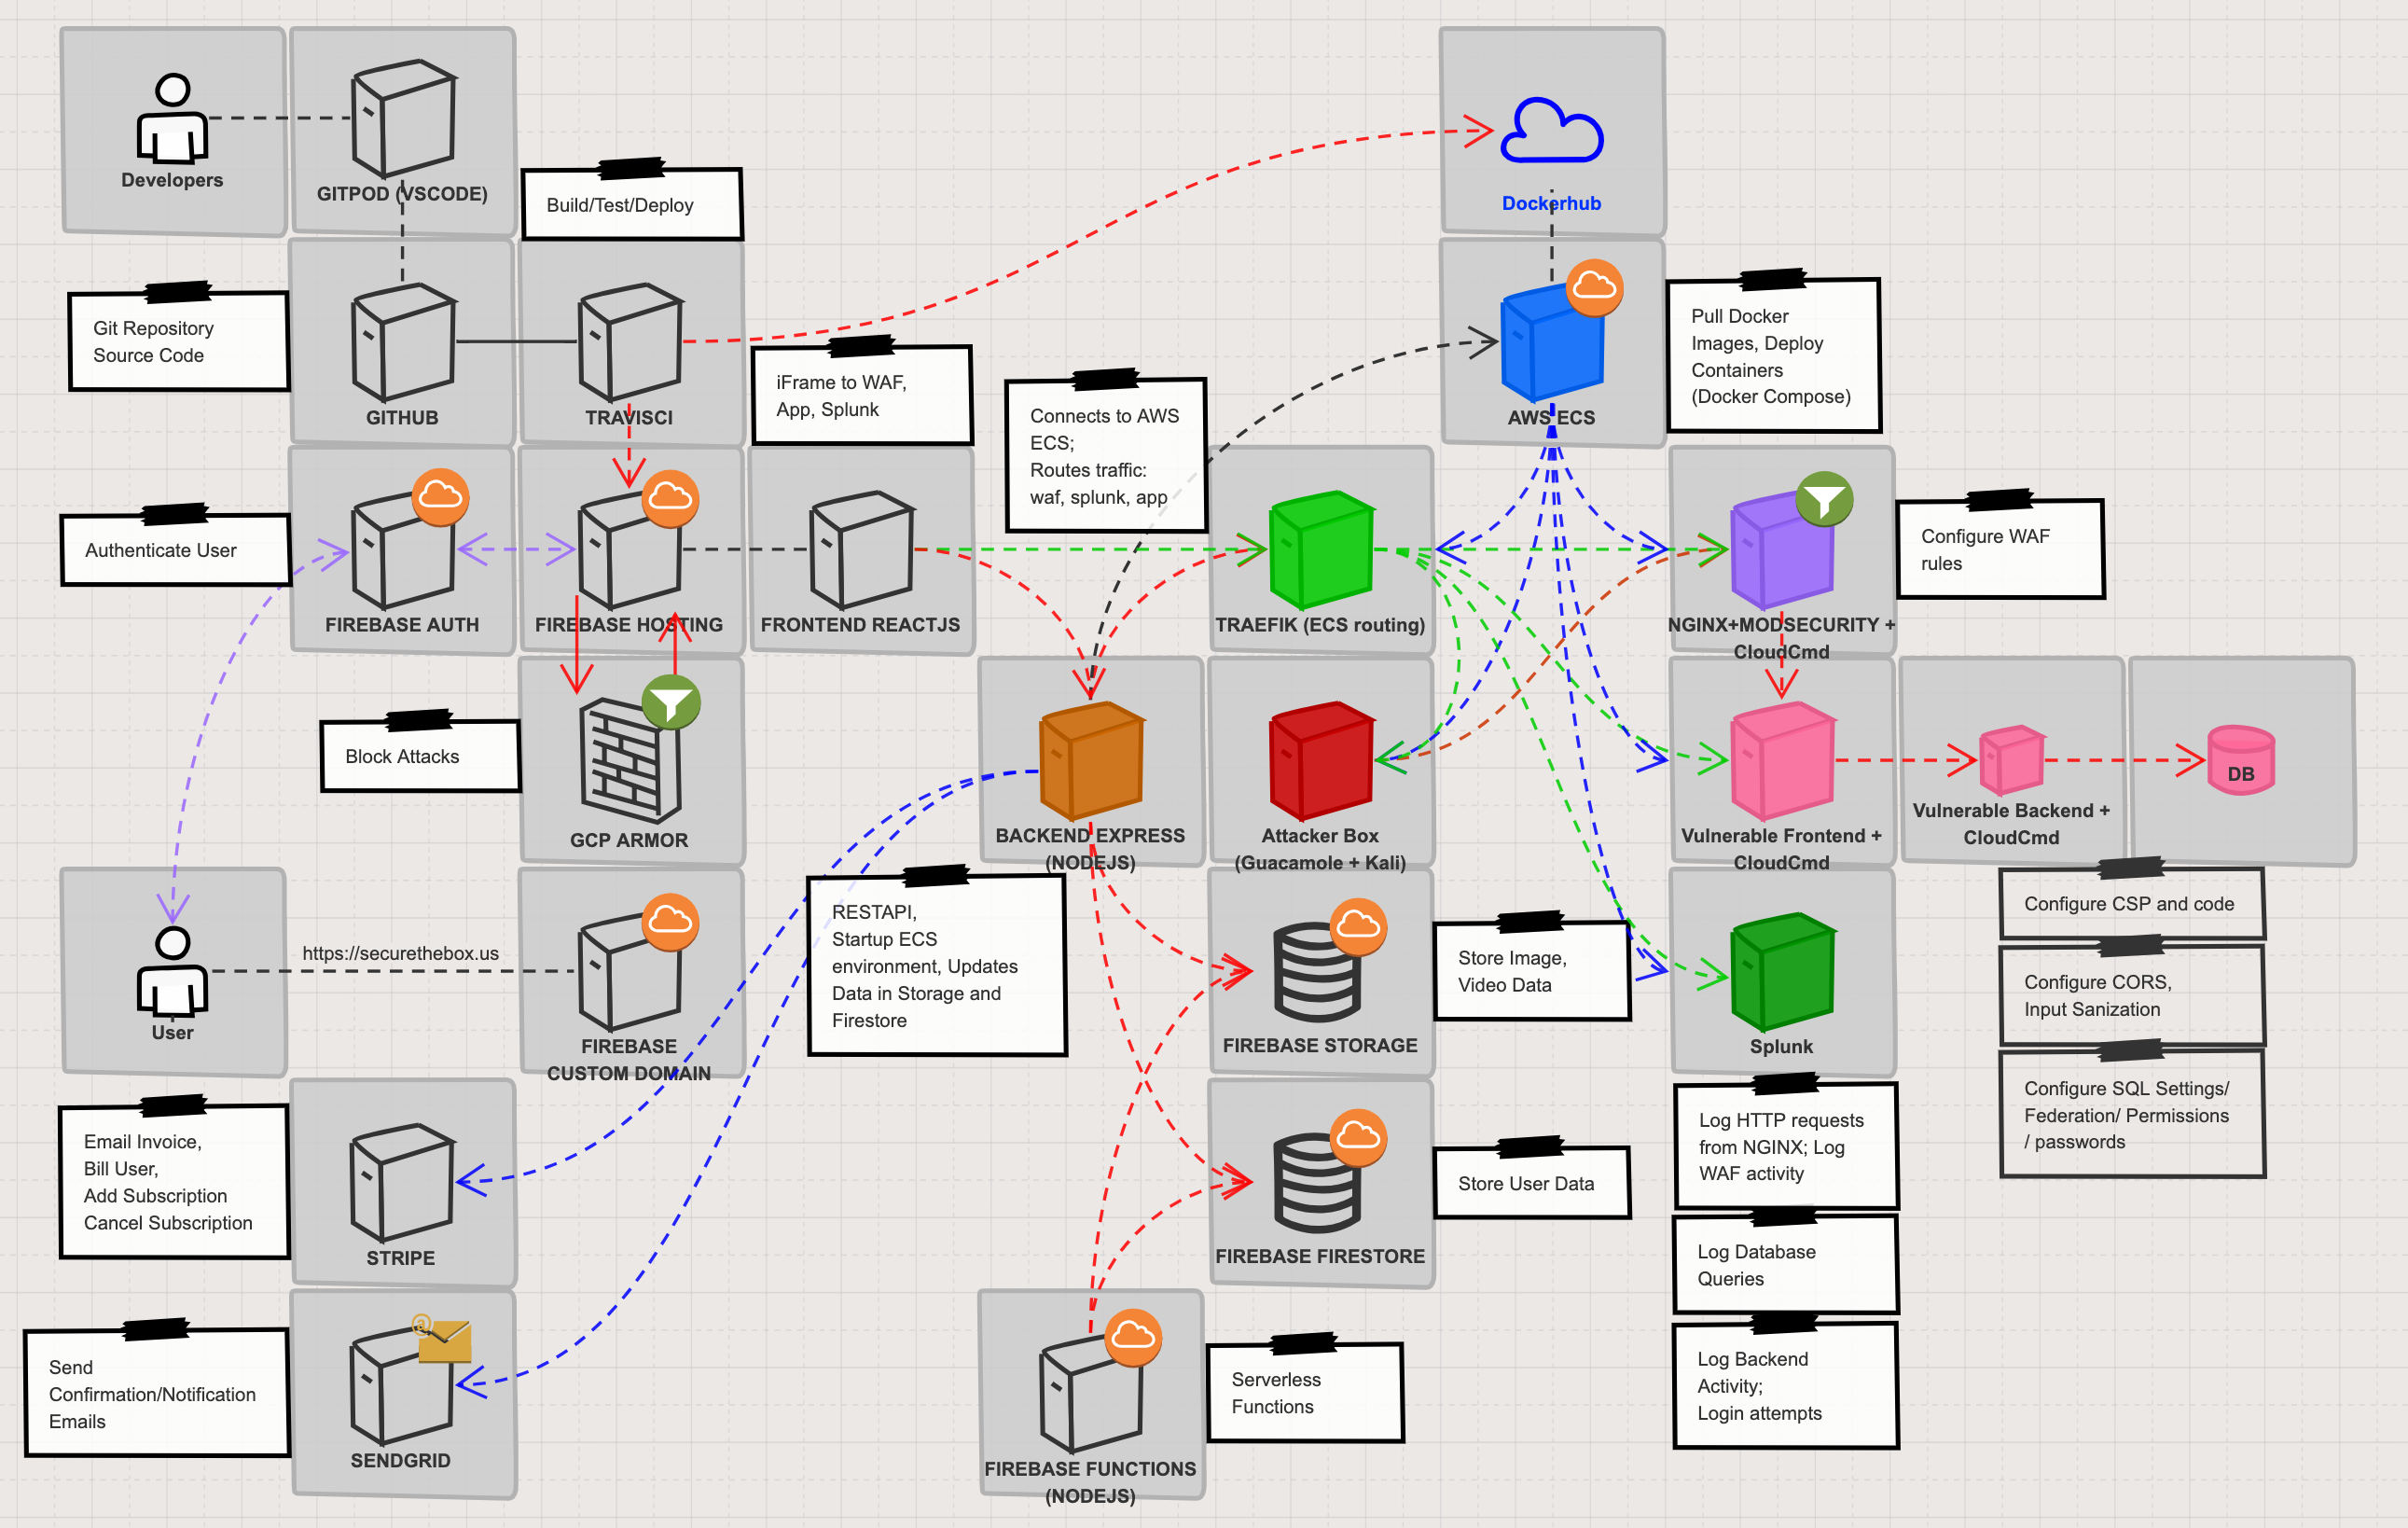 Developers
GITPOD (VSCODE)
Build/Test/Deploy
Dockerhub
Git Repository
Source Code
GITHUB
TRAVISCI
iFrame to WAF,
App, Splunk
Connects to AWS
ECS;
Routes traffic:
waf, splunk, app
AWS ECS
Pull Docker
Images, Deploy
Containers
(Docker Compose)
Authenticate User
FIREBASE AUTH
FIREBASE HOSTING
FRONTEND REACTJS
TRAEFIK (ECS routing)
NGINX+MODSECURITY +
CloudCmd
Configure WAF
rules
Block Attacks
GCP ARMOR
BACKEND EXPRESS
(NODEJS)
Attacker Box
(Guacamole + Kali)
Vulnerable Frontend +
CloudCmd
Vulnerable Backend +
CloudCmd
DB
User
https://securethebox.us
FIREBASE
CUSTOM DOMAIN
RESTAPI,
Startup ECS
environment, Updates
Data in Storage and
Firestore
FIREBASE STORAGE
Store Image,
Video Data
Splunk
Configure CSP and code
Configure CORS,
Input Sanization
Configure SQL Settings/
Federation/ Permissions
/ passwords
Email Invoice,
Bill User,
Add Subscription
Cancel Subscription
STRIPE
FIREBASE FIRESTORE
Store User Data
Log HTTP requests
from NGINX; Log
WAF activity
Log Database
Queries
Log Backend
Activity;
Login attempts
Send
Confirmation/Notification
Emails
@
SENDGRID
FIREBASE FUNCTIONS
(NODEJS)
Serverless
Functions